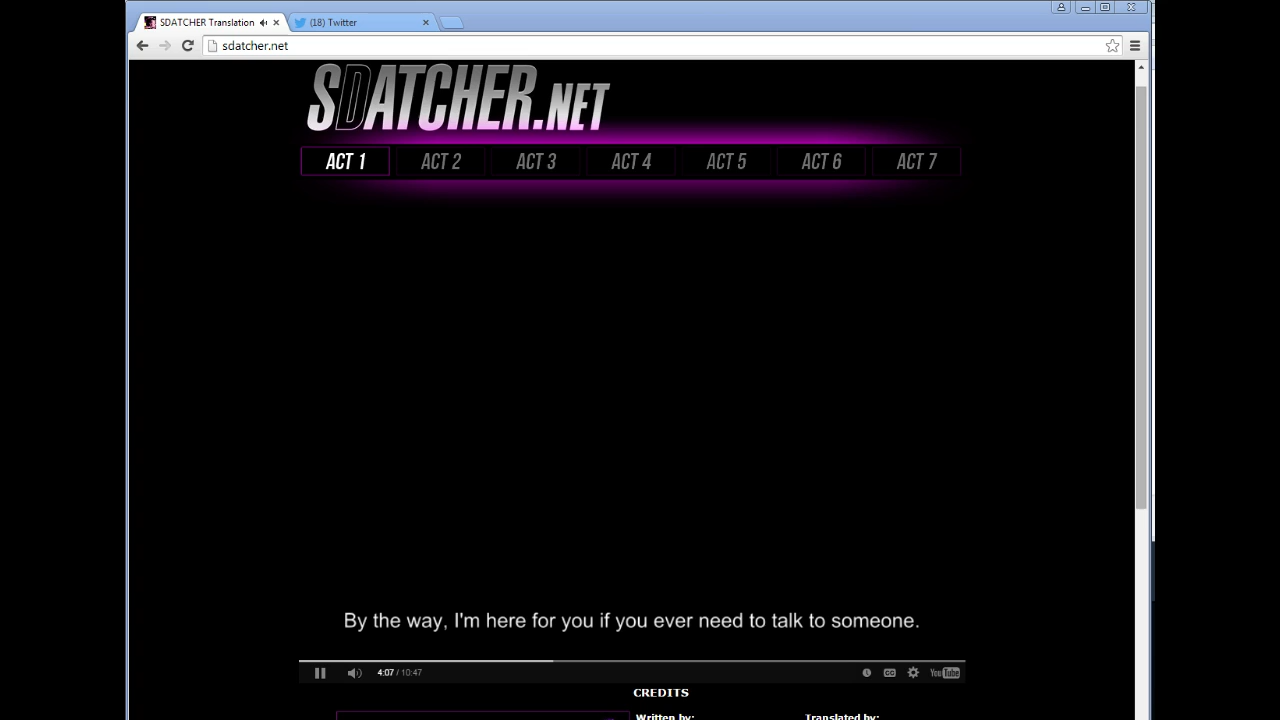 SDATCHER Translation
(18) Twitter
sdatcher.net
SDATCHER.NET
ACT 1 ACT 2 ACT 3 ACT 4 ACT 5 ACT 6 ACT 7
By the way, I'm here for you if you ever need to talk to someone.
4:07 / 10:47
CC
YouTube
CREDITS
Written by: Translated by: